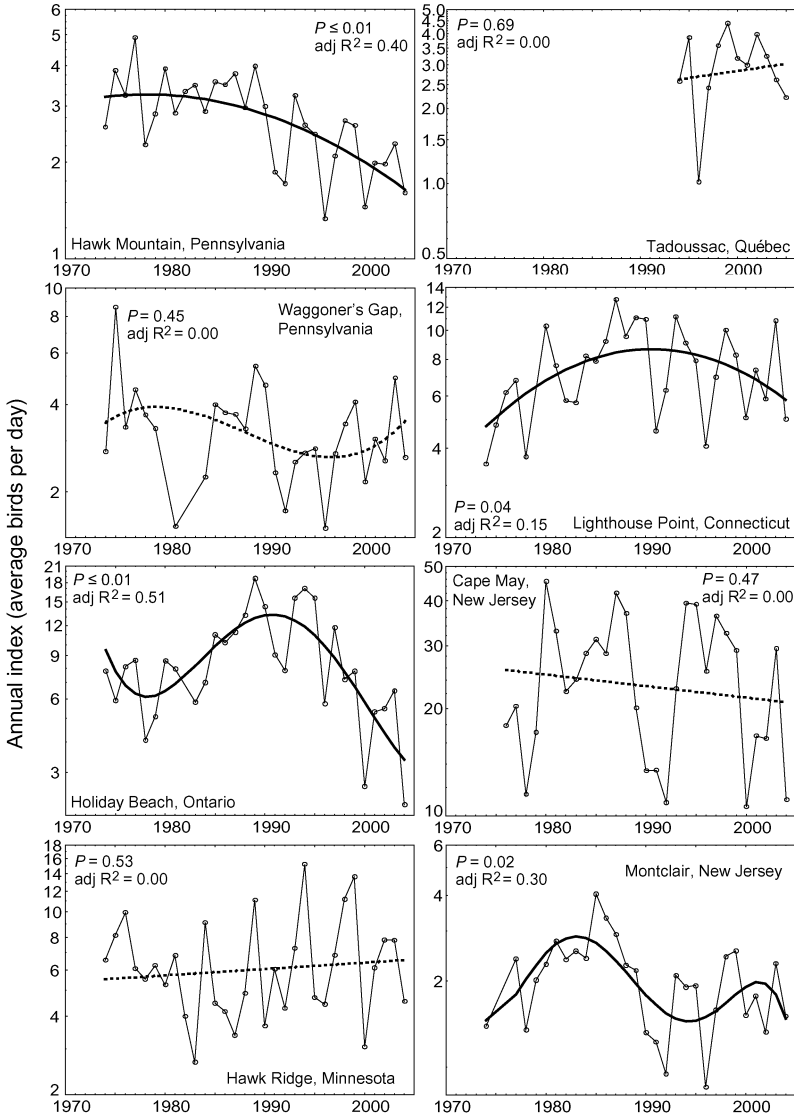 Annual index (average birds per day)
6
5
4
3
2
1
P ≤ 0.01
adj R2 = 0.40
Hawk Mountain, Pennsylvania
1970 1980 1990 2000
5.0
4.5
4.0
3.5
3.0
2.5
2.0
1.5
1.0
0.5
P = 0.69
adj R2 = 0.00
Tadoussac, Québec
1970 1980 1990 2000
10
8
6
4
2
P = 0.45
adj R2 = 0.00
Waggoner's Gap,
Pennsylvania
1970 1980 1990 2000
14
12
10
8
6
4
2
P = 0.04
adj R2 = 0.15
Lighthouse Point, Connecticut
1970 1980 1990 2000
21
18
15
12
9
6
3
P ≤ 0.01
adj R2 = 0.51
Holiday Beach, Ontario
1970 1980 1990 2000
50
40
30
20
10
Cape May,
New Jersey
P = 0.47
adj R2 = 0.00
1970 1980 1990 2000
18
16
14
12
10
8
6
4
2
P = 0.53
adj R2 = 0.00
Hawk Ridge, Minnesota
1970 1980 1990 2000
6
4
2
P = 0.02
adj R2 = 0.30
Montclair, New Jersey
1970 1980 1990 2000